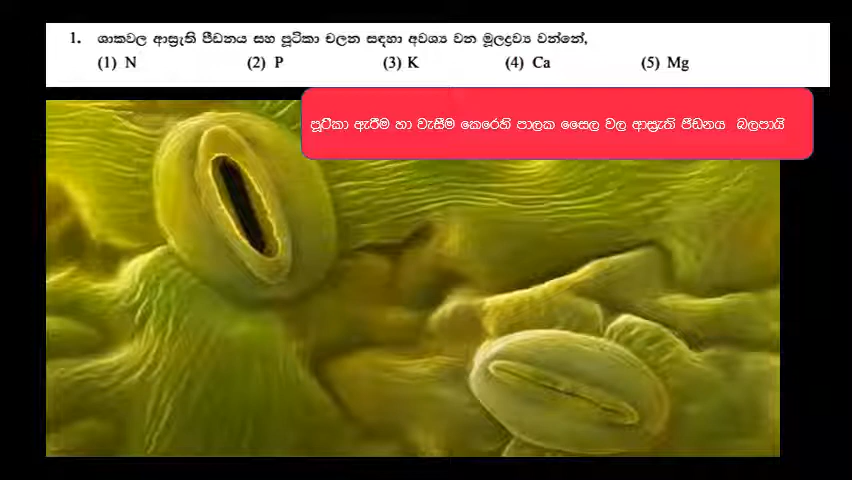 1. ශාකවල ආස්‍රැති පීඩනය සහ පූටිකා චලන සඳහා අවශ්‍ය වන මූලද්‍රව්‍ය වන්නේ,
(1) N (2) P (3) K (4) Ca (5) Mg
පූටිකා ඇරීම හා වැසීම කෙරෙහි පාලක සෛල වල ආස්‍රැති පීඩනය බලපායි